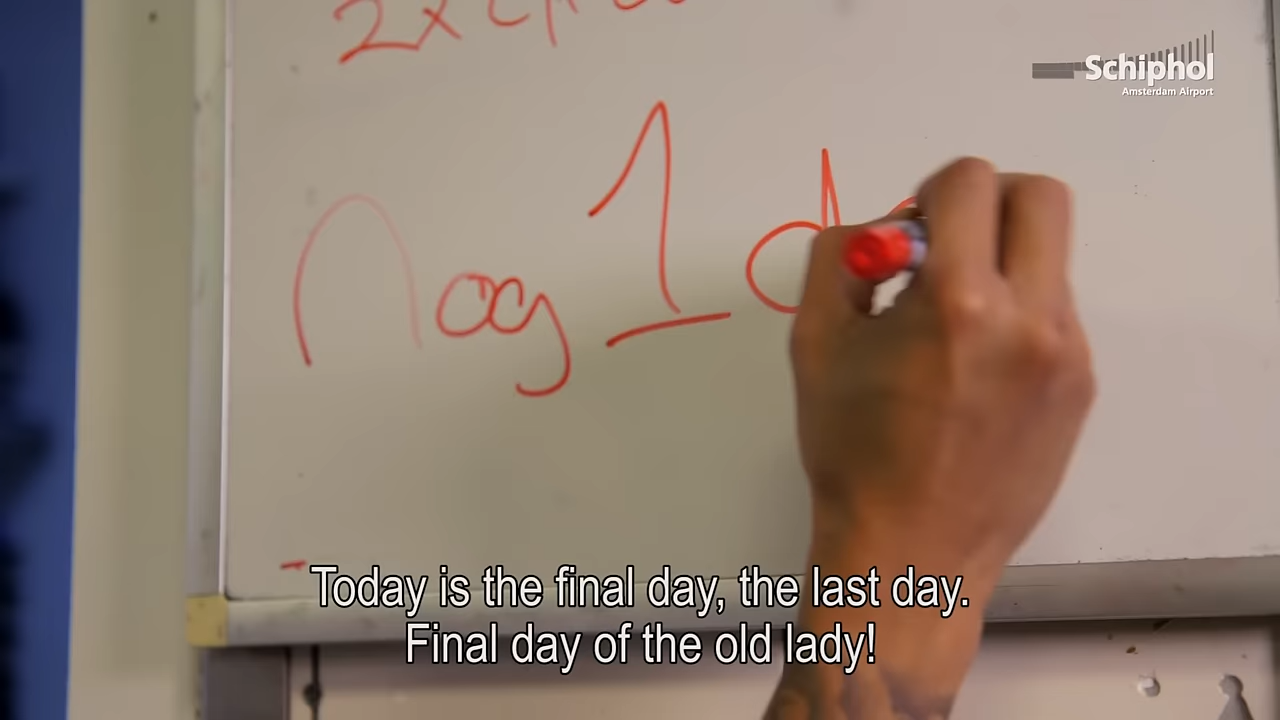 Schiphol
Amsterdam Airport
nog 1
Today is the final day, the last day.
Final day of the old lady!